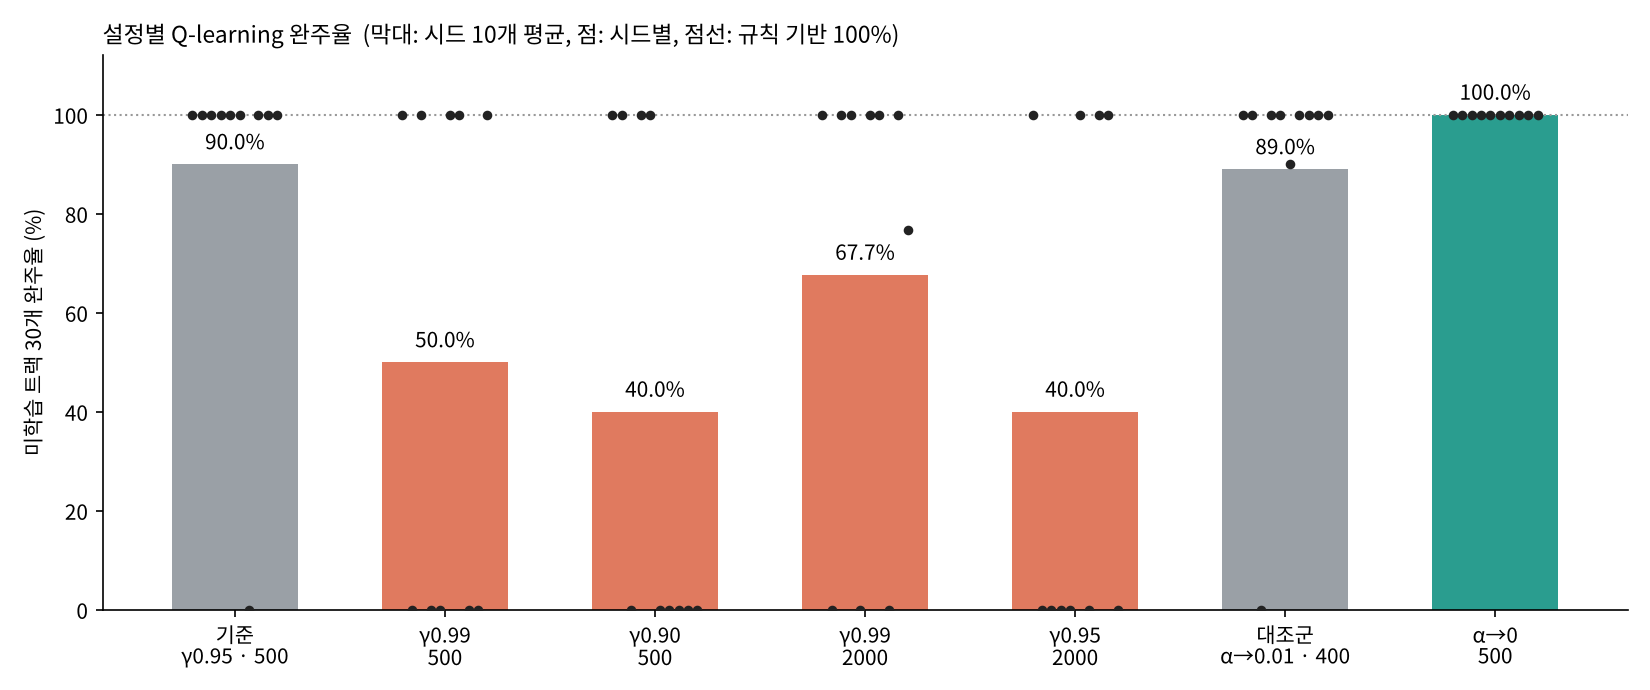 설정별 Q-learning 완주율 (막대: 시드 10개 평균, 점: 시드별, 점선: 규칙 기반 100%)
미학습 트랙 30개 완주율 (%)
100
80
60
40
20
0
90.0%
50.0%
40.0%
67.7%
40.0%
89.0%
100.0%
기준
γ0.95 · 500
γ0.99
500
γ0.90
500
γ0.99
2000
γ0.95
2000
대조군
α→0.01 · 400
α→0
500